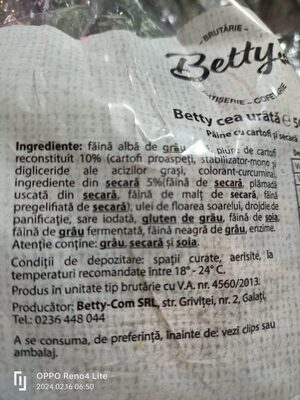 BRUTĂRIE
Betty
PATISERIE - COFE
Betty cea urâtă e 5
Pâine cu cartofi și secară
Ingrediente: făină albă de grâu piure de cartofi
reconstituit 10% (cartofi proaspeți, stabilizator-mono și
digliceride ale acizilor grași, colorant-curcumină),
ingrediente din secară 5%(făină de secară, plămadă
uscată din secară, făină de malț de secară, făină
pregelifiată de secară), ulei de floarea soarelui, drojdie de
panificație, sare iodată, gluten de grâu, făină de soia,
făină de grâu fermentată, făină neagră de grâu, enzime.
Atenție conține: grâu, secară și soia.
Condiții de depozitare: spații curate, aerisite, la
temperaturi recomandate între 18° - 24° C.
Produs în unitate tip brutărie cu V.A. nr. 4560/2013.
Producător: Betty-Com SRL, str. Griviței, nr. 2, Galați,
Tel.: 0236 448 044
A se consuma, de preferință, înainte de: vezi clips sau
ambalaj.
OPPO Reno4 Lite
2024.02.16 06:50